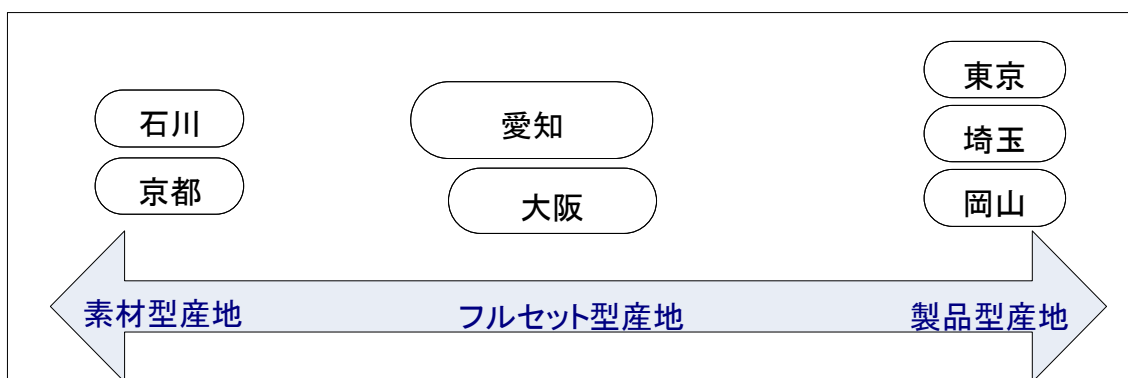 東京
石川
愛知
埼玉
京都
大阪
岡山
素材型産地
フルセット型産地
製品型産地